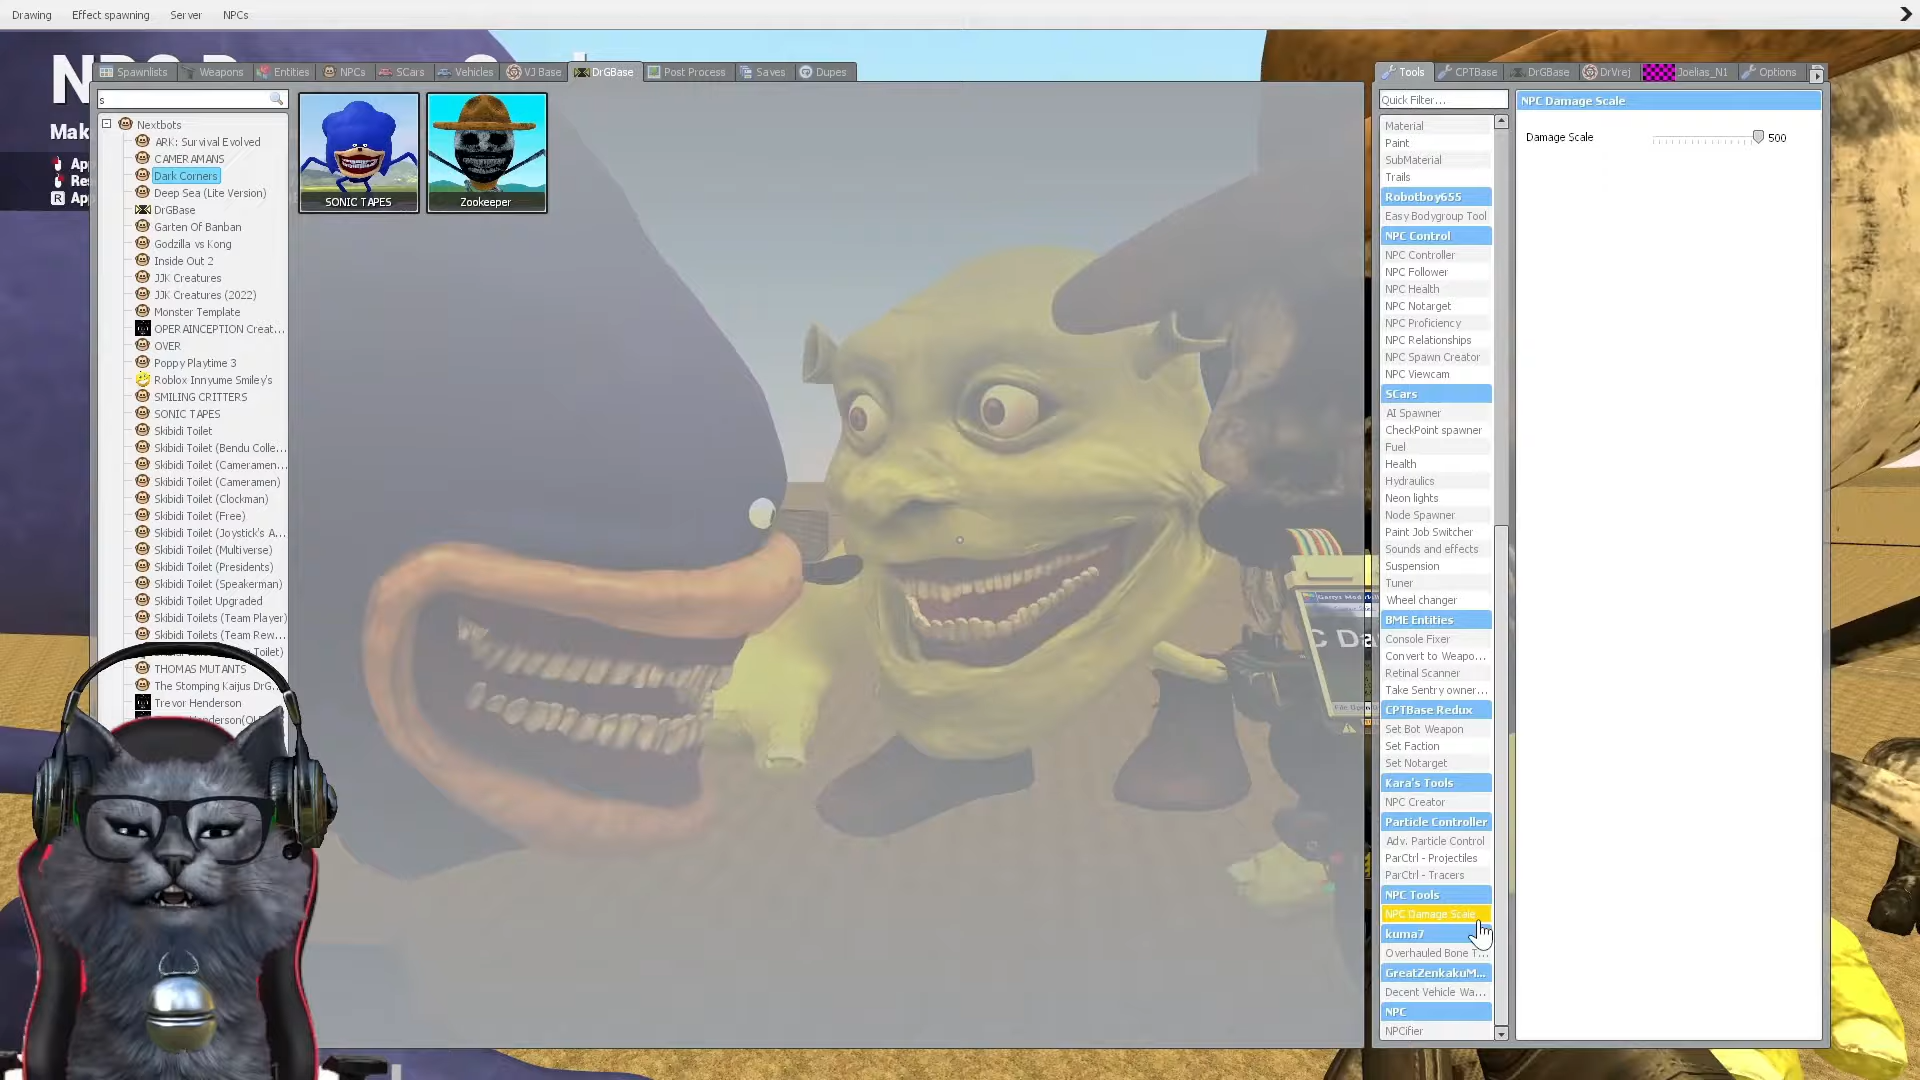 Drawing Effect spawning Server NPCs
Spawnlists Weapons Entities NPCs SCars Vehicles VJ Base DrGBase Post Process Saves Dupes
s
Nextbots
ARK: Survival Evolved
CAMERAMANS
Dark Corners
Deep Sea (Lite Version)
DrGBase
Garten Of Banban
Godzilla vs Kong
Inside Out 2
JJK Creatures
JJK Creatures (2022)
Monster Template
OPERAINCEPTION Creat...
OVER
Poppy Playtime 3
Roblox Innyume Smiley's
SMILING CRITTERS
SONIC TAPES
Skibidi Toilet
Skibidi Toilet (Bendu Colle...
Skibidi Toilet (Cameramen...
Skibidi Toilet (Cameramen)
Skibidi Toilet (Clockman)
Skibidi Toilet (Free)
Skibidi Toilet (Joystick's A...
Skibidi Toilet (Multiverse)
Skibidi Toilet (Presidents)
Skibidi Toilet (Speakerman)
Skibidi Toilet Upgraded
Skibidi Toilets (Team Player)
Skibidi Toilets (Team Rew...
Toilet)
THOMAS MUTANTS
The Stomping Kaijus DrG...
Trevor Henderson
SONIC TAPES
Zookeeper
Mak
App
Res
R App
C Da
Tools CPTBase DrGBase DrVrej Joelias_N1 Options
Quick Filter...
Material
Paint
SubMaterial
Trails
Robotboy655
Easy Bodygroup Tool
NPC Control
NPC Controller
NPC Follower
NPC Health
NPC Notarget
NPC Proficiency
NPC Relationships
NPC Spawn Creator
NPC Viewcam
SCars
AI Spawner
CheckPoint spawner
Fuel
Health
Hydraulics
Neon lights
Node Spawner
Paint Job Switcher
Sounds and effects
Suspension
Tuner
Wheel changer
BME Entities
Console Fixer
Convert to Weapo...
Retinal Scanner
Take Sentry owner...
CPTBase Redux
Set Bot Weapon
Set Faction
Set Notarget
Kara's Tools
NPC Creator
Particle Controller
Adv. Particle Control
ParCtrl - Projectiles
ParCtrl - Tracers
NPC Tools
NPC Damage Scale
kuma7
Overhauled Bone T...
GreatZenkakuM...
Decent Vehicle Wa...
NPC
NPCifier
NPC Damage Scale
Damage Scale 500